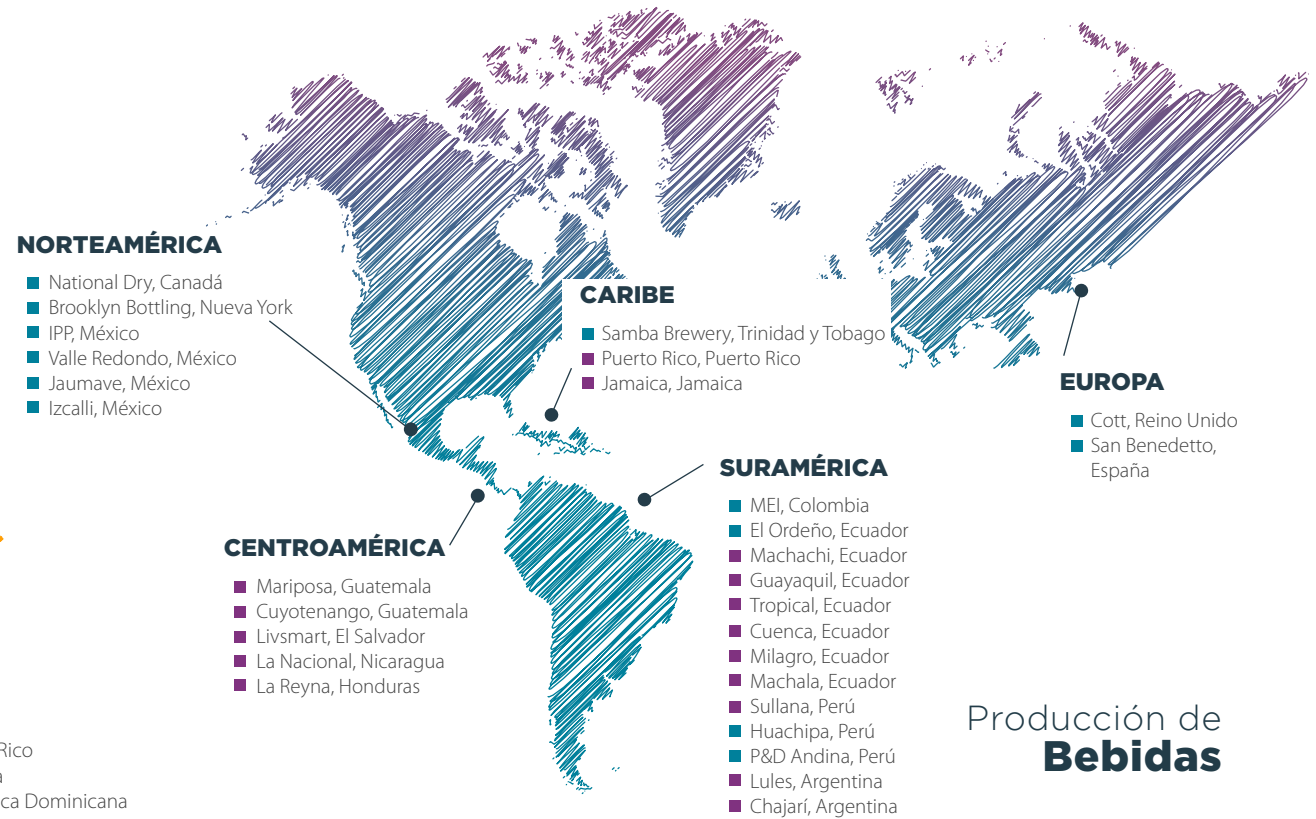 NORTEAMÉRICA
National Dry, Canadá
Brooklyn Bottling, Nueva York
IPP, México
Valle Redondo, México
Jaumave, México
Izcalli, México
CARIBE
Samba Brewery, Trinidad y Tobago
Puerto Rico, Puerto Rico
Jamaica, Jamaica
EUROPA
Cott, Reino Unido
San Benedetto,
España
CENTROAMÉRICA
Mariposa, Guatemala
Cuyotenango, Guatemala
Livsmart, El Salvador
La Nacional, Nicaragua
La Reyna, Honduras
SURAMÉRICA
MEI, Colombia
El Ordeño, Ecuador
Machachi, Ecuador
Guayaquil, Ecuador
Tropical, Ecuador
Cuenca, Ecuador
Milagro, Ecuador
Machala, Ecuador
Sullana, Perú
Huachipa, Perú
P&D Andina, Perú
Lules, Argentina
Chajarí, Argentina
Producción de
Bebidas
Rico
a
ca Dominicana